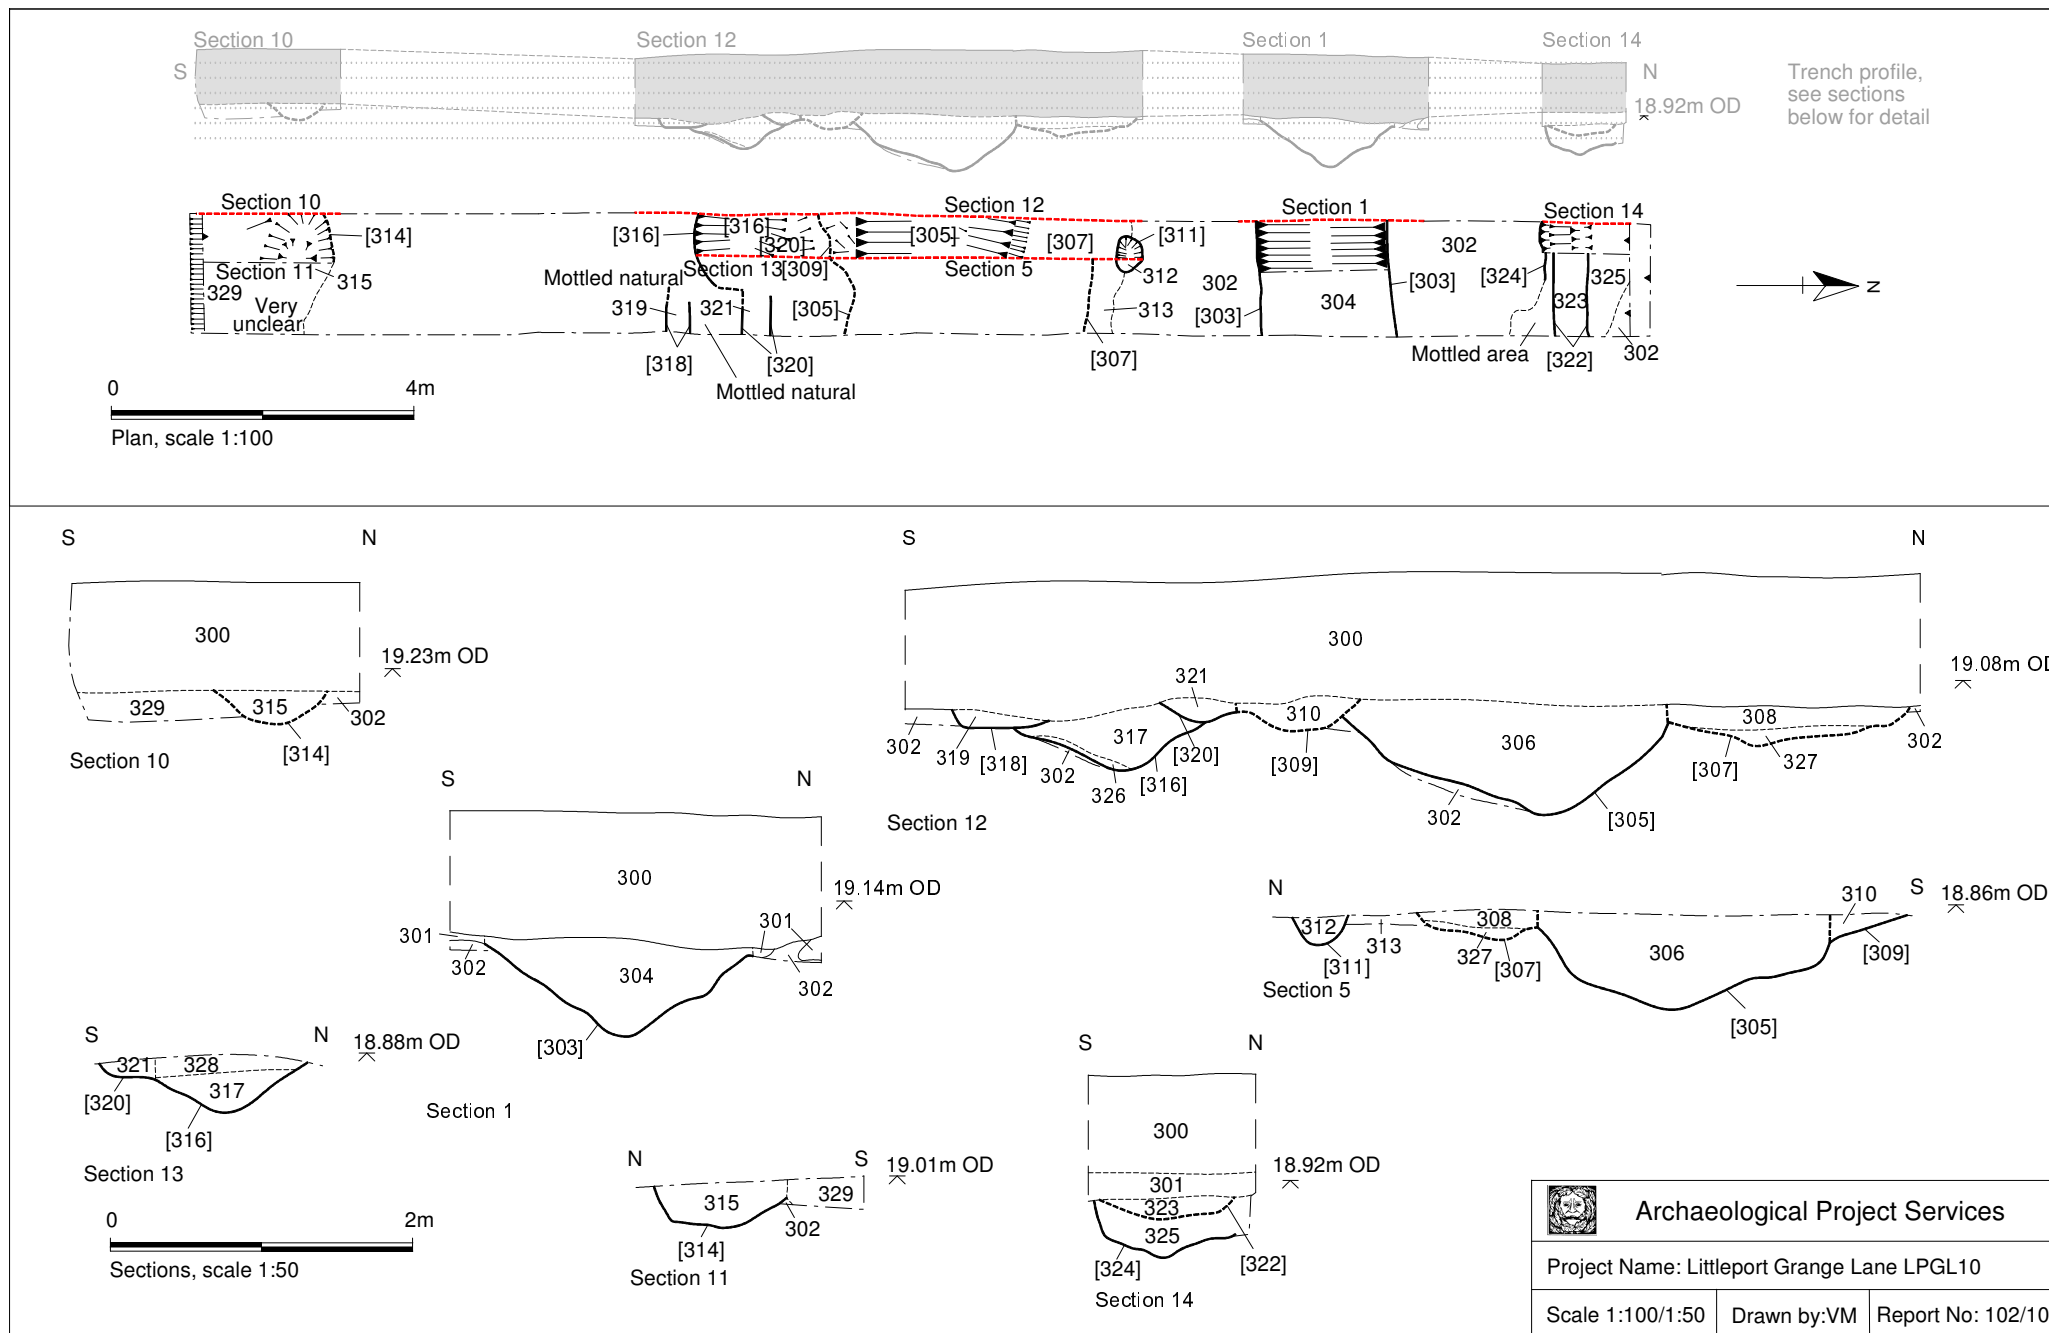 Section 10
Section 12
Section 1
Section 14
S
N
18.92m OD
Trench profile,
see sections
below for detail
Section 10
[314]
Section 11
315
329
Very
unclear
[316]
[316]
[320]
Section 13
[309]
Mottled natural
319
321
[305]
[318]
[320]
Mottled natural
Section 12
[305]
[307]
[311]
Section 5
312
302
313
[307]
Section 1
302
[303]
304
[303]
Section 14
[324]
325
323
Mottled area
[322]
302
N
0 4m
Plan, scale 1:100
S N
300
19.23m OD
329
315
302
[314]
Section 10
S N
300
19.08m OD
321
310
308
317
306
302
319
[318]
302
326
[316]
[320]
[309]
302
[305]
[307]
327
302
Section 12
S N
300
19.14m OD
301
301
302
304
302
[303]
Section 1
N S
18.86m OD
310
312
313
308
327
[307]
306
[309]
[311]
[305]
Section 5
S N
18.88m OD
321
328
317
[320]
[316]
Section 13
N S
19.01m OD
315
329
302
[314]
Section 11
S N
300
18.92m OD
301
323
325
[324]
[322]
Section 14
0 2m
Sections, scale 1:50
Archaeological Project Services
Project Name: Littleport Grange Lane LPGL10
Scale 1:100/1:50 Drawn by:VM Report No: 102/10